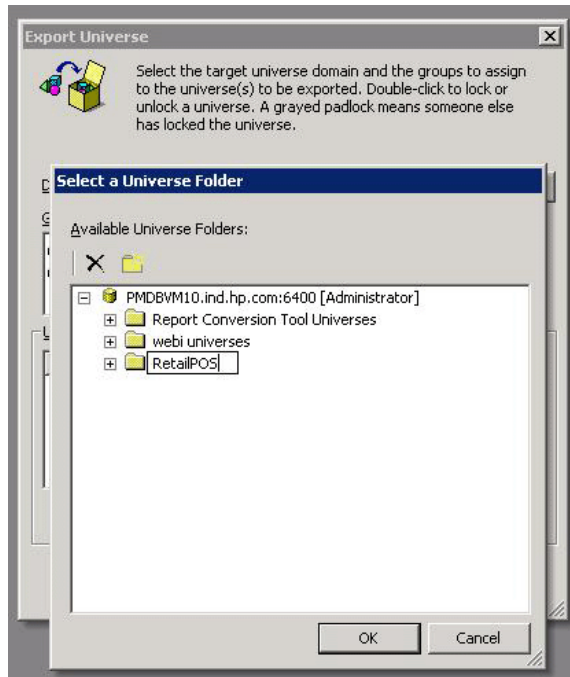 Export Universe
Select the target universe domain and the groups to assign
to the universe(s) to be exported. Double-click to lock or
unlock a universe. A grayed padlock means someone else
has locked the universe.
Select a Universe Folder
Available Universe Folders:
PMDBVM10.ind.hp.com:6400 [Administrator]
Report Conversion Tool Universes
webi universes
RetailPOS
OK
Cancel